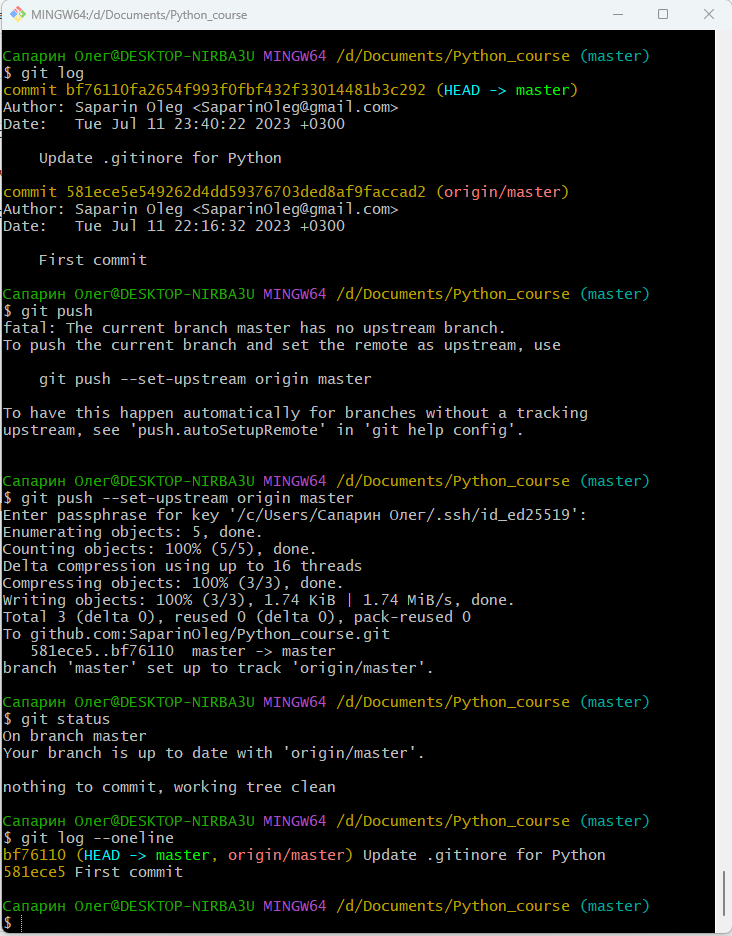 MINGW64:/d/Documents/Python_course
Сапарин Олег@DESKTOP-NIRBA3U MINGW64 /d/Documents/Python_course (master)
$ git log
commit bf76110fa2654f993f0fbf432f33014481b3c292 (HEAD -> master)
Author: Saparin Oleg <SaparinOleg@gmail.com>
Date:   Tue Jul 11 23:40:22 2023 +0300
    Update .gitinore for Python
commit 581ece5e549262d4dd59376703ded8af9faccad2 (origin/master)
Author: Saparin Oleg <SaparinOleg@gmail.com>
Date:   Tue Jul 11 22:16:32 2023 +0300
    First commit
Сапарин Олег@DESKTOP-NIRBA3U MINGW64 /d/Documents/Python_course (master)
$ git push
fatal: The current branch master has no upstream branch.
To push the current branch and set the remote as upstream, use
    git push --set-upstream origin master
To have this happen automatically for branches without a tracking
upstream, see 'push.autoSetupRemote' in 'git help config'.
Сапарин Олег@DESKTOP-NIRBA3U MINGW64 /d/Documents/Python_course (master)
$ git push --set-upstream origin master
Enter passphrase for key '/c/Users/Сапарин Олег/.ssh/id_ed25519':
Enumerating objects: 5, done.
Counting objects: 100% (5/5), done.
Delta compression using up to 16 threads
Compressing objects: 100% (3/3), done.
Writing objects: 100% (3/3), 1.74 KiB | 1.74 MiB/s, done.
Total 3 (delta 0), reused 0 (delta 0), pack-reused 0
To github.com:SaparinOleg/Python_course.git
   581ece5..bf76110  master -> master
branch 'master' set up to track 'origin/master'.
Сапарин Олег@DESKTOP-NIRBA3U MINGW64 /d/Documents/Python_course (master)
$ git status
On branch master
Your branch is up to date with 'origin/master'.
nothing to commit, working tree clean
Сапарин Олег@DESKTOP-NIRBA3U MINGW64 /d/Documents/Python_course (master)
$ git log --oneline
bf76110 (HEAD -> master, origin/master) Update .gitinore for Python
581ece5 First commit
Сапарин Олег@DESKTOP-NIRBA3U MINGW64 /d/Documents/Python_course (master)
$